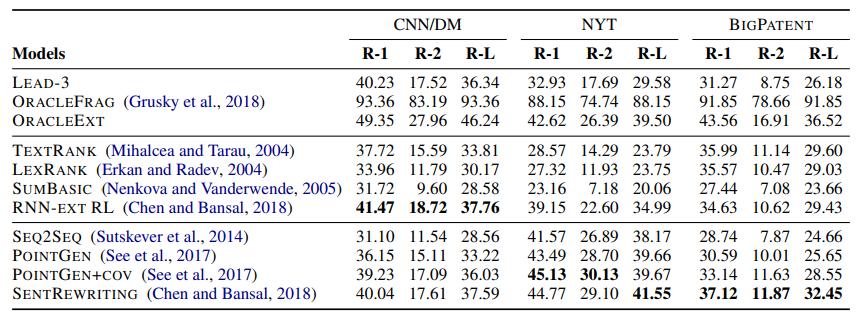 CNN/DM NYT BIGPATENT
Models R-1 R-2 R-L R-1 R-2 R-L R-1 R-2 R-L
LEAD-3 40.23 17.52 36.34 32.93 17.69 29.58 31.27 8.75 26.18
ORACLEFRAG (Grusky et al., 2018) 93.36 83.19 93.36 88.15 74.74 88.15 91.85 78.66 91.85
ORACLEEXT 49.35 27.96 46.24 42.62 26.39 39.50 43.56 16.91 36.52
TEXTRANK (Mihalcea and Tarau, 2004) 37.72 15.59 33.81 28.57 14.29 23.79 35.99 11.14 29.60
LEXRANK (Erkan and Radev, 2004) 33.96 11.79 30.17 27.32 11.93 23.75 35.57 10.47 29.03
SUMBASIC (Nenkova and Vanderwende, 2005) 31.72 9.60 28.58 23.16 7.18 20.06 27.44 7.08 23.66
RNN-EXT RL (Chen and Bansal, 2018) 41.47 18.72 37.76 39.15 22.60 34.99 34.63 10.62 29.43
SEQ2SEQ (Sutskever et al., 2014) 31.10 11.54 28.56 41.57 26.89 38.17 28.74 7.87 24.66
POINTGEN (See et al., 2017) 36.15 15.11 33.22 43.49 28.70 39.66 30.59 10.01 25.65
POINTGEN+COV (See et al., 2017) 39.23 17.09 36.03 45.13 30.13 39.67 33.14 11.63 28.55
SENTREWRITING (Chen and Bansal, 2018) 40.04 17.61 37.59 44.77 29.10 41.55 37.12 11.87 32.45